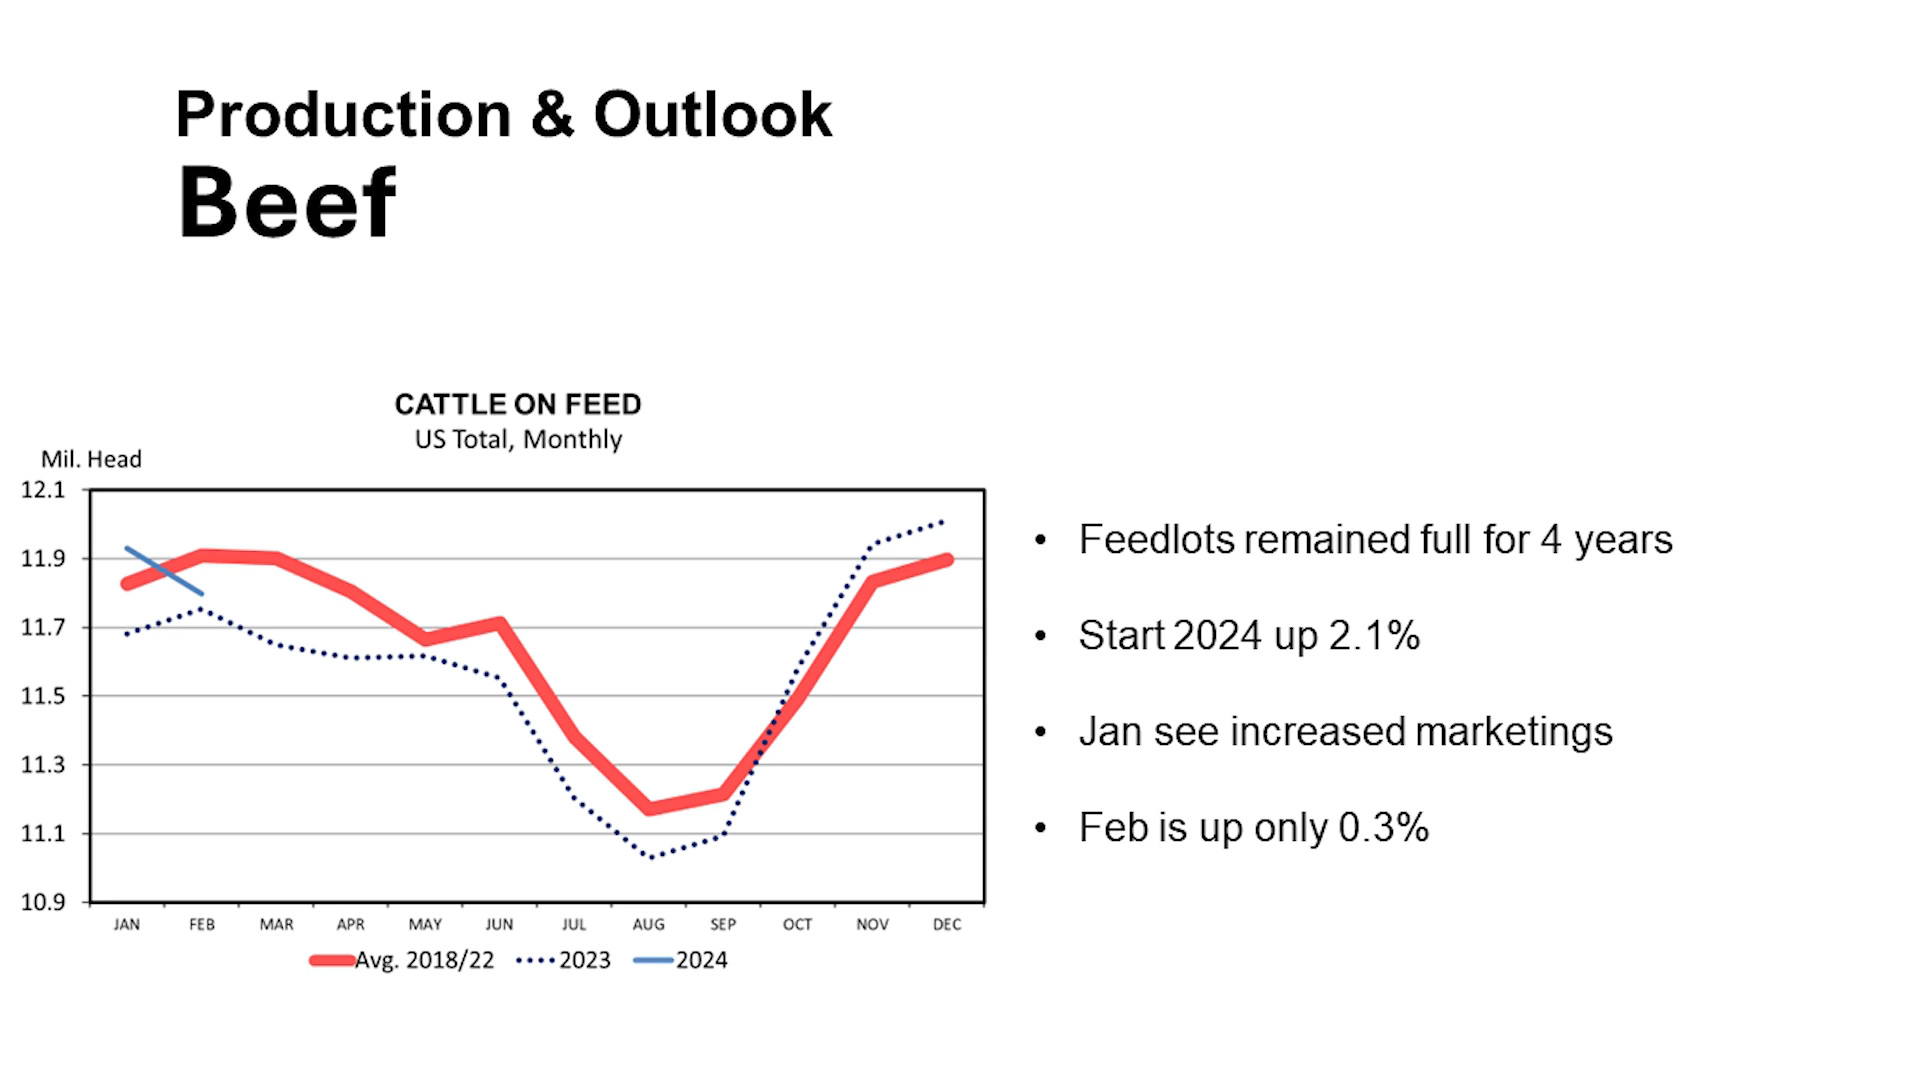 Production & Outlook
Beef
CATTLE ON FEED
US Total, Monthly
Mil. Head
12.1
11.9
11.7
11.5
11.3
11.1
10.9
JAN FEB MAR APR MAY JUN JUL AUG SEP OCT NOV DEC
Avg. 2018/22 2023 2024
• Feedlots remained full for 4 years
• Start 2024 up 2.1%
• Jan see increased marketings
• Feb is up only 0.3%